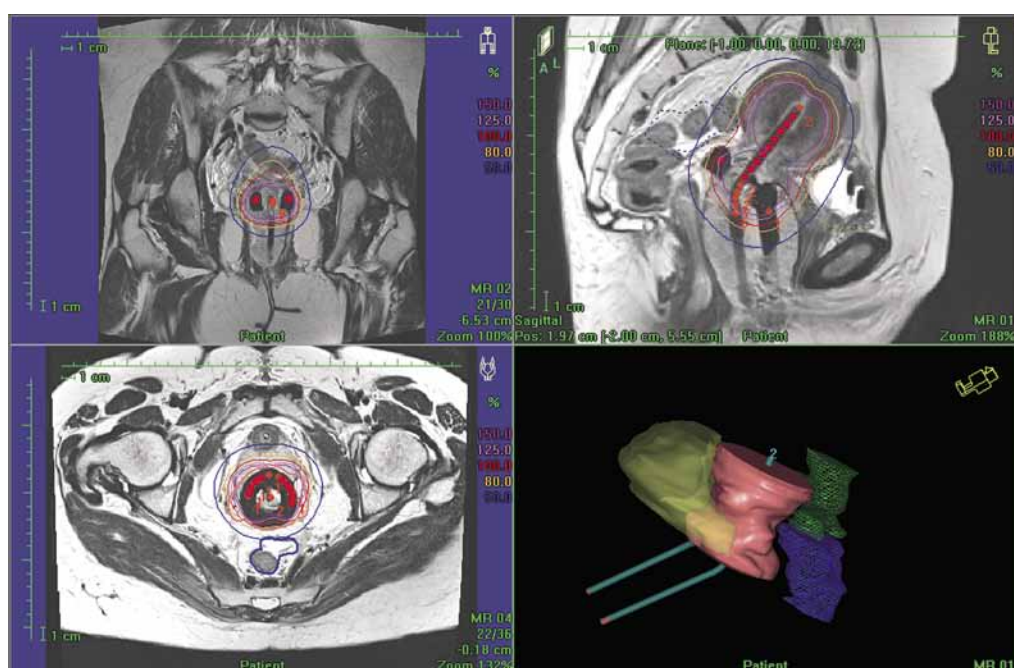 1 cm
%
150.0
125.0
100.0
80.0
50.0
1 cm
MR 02
21/30
-6.53 cm
Patient
Zoom 100%
A L
1 cm
Plane: [-1.00, 0.00, 0.00, 19.72]
%
150.0
125.0
100.0
80.0
50.0
1 cm
Sagittal
Pos: 1.97 cm [-2.00 cm, 5.55 cm]
Patient
MR 01
Zoom 188%
1 cm
%
150.0
125.0
100.0
80.0
50.0
1 cm
MR 04
22/36
-0.18 cm
Patient
Zoom 132%
2
Patient
MR 01